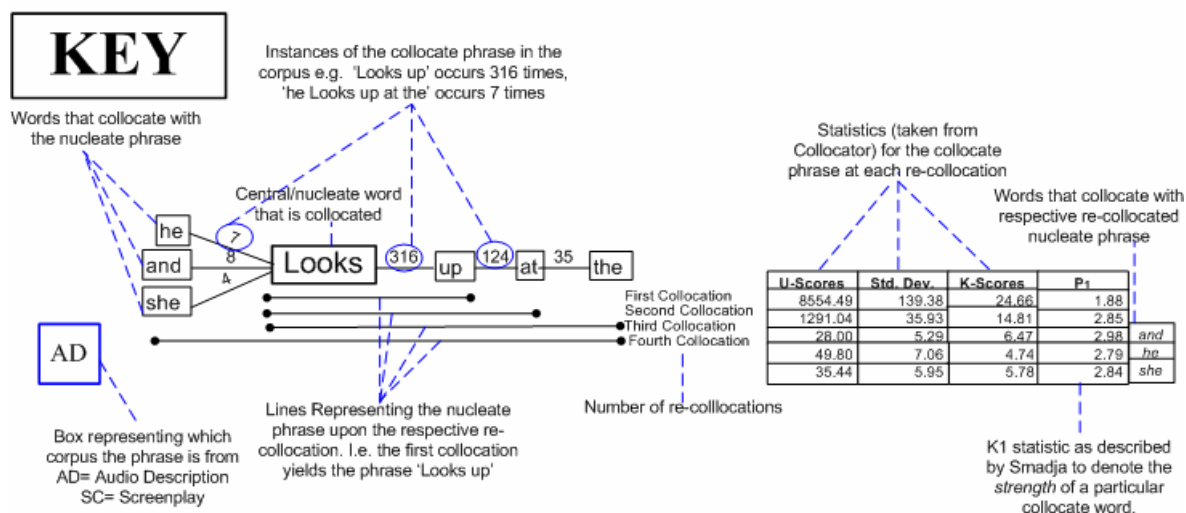 KEY
Instances of the collocate phrase in the
corpus e.g. 'Looks up' occurs 316 times,
'he Looks up at the' occurs 7 times
Words that collocate with
the nucleate phrase
Central/nucleate word
that is collocated
he
and
she
7
8
4
Looks
316
up
124
at
35
the
First Collocation
Second Collocation
Third Collocation
Fourth Collocation
AD
Box representing which
corpus the phrase is from
AD= Audio Description
SC= Screenplay
Lines Representing the nucleate
phrase upon the respective re-
collocation. I.e. the first collocation
yields the phrase 'Looks up'
Number of re-colllocations
Statistics (taken from
Collocator) for the collocate
phrase at each re-collocation
Words that collocate with
respective re-collocated
nucleate phrase
U-Scores Std. Dev. K-Scores P1
8554.49 139.38 24.66 1.88
1291.04 35.93 14.81 2.85
28.00 5.29 6.47 2.98 and
49.80 7.06 4.74 2.79 he
35.44 5.95 5.78 2.84 she
K1 statistic as described
by Smadja to denote the
strength of a particular
collocate word.